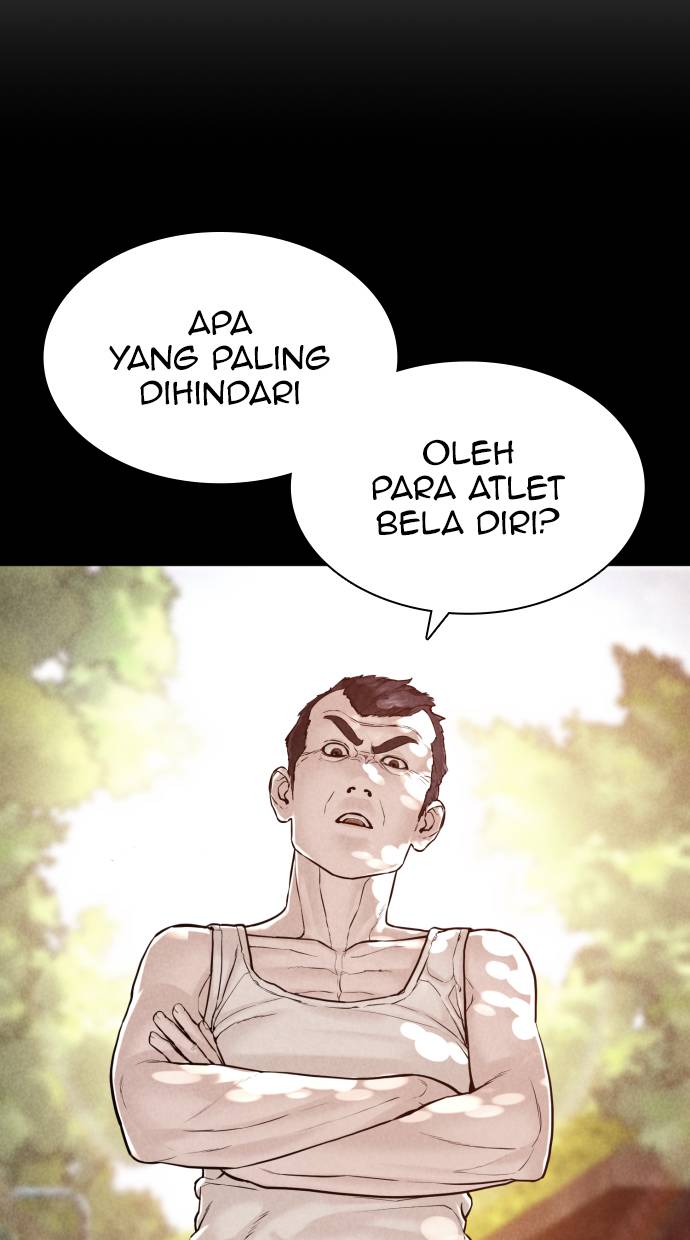 APA
YANG PALING
DIHINDARI
OLEH
PARA ATLET
BELA DIRI?